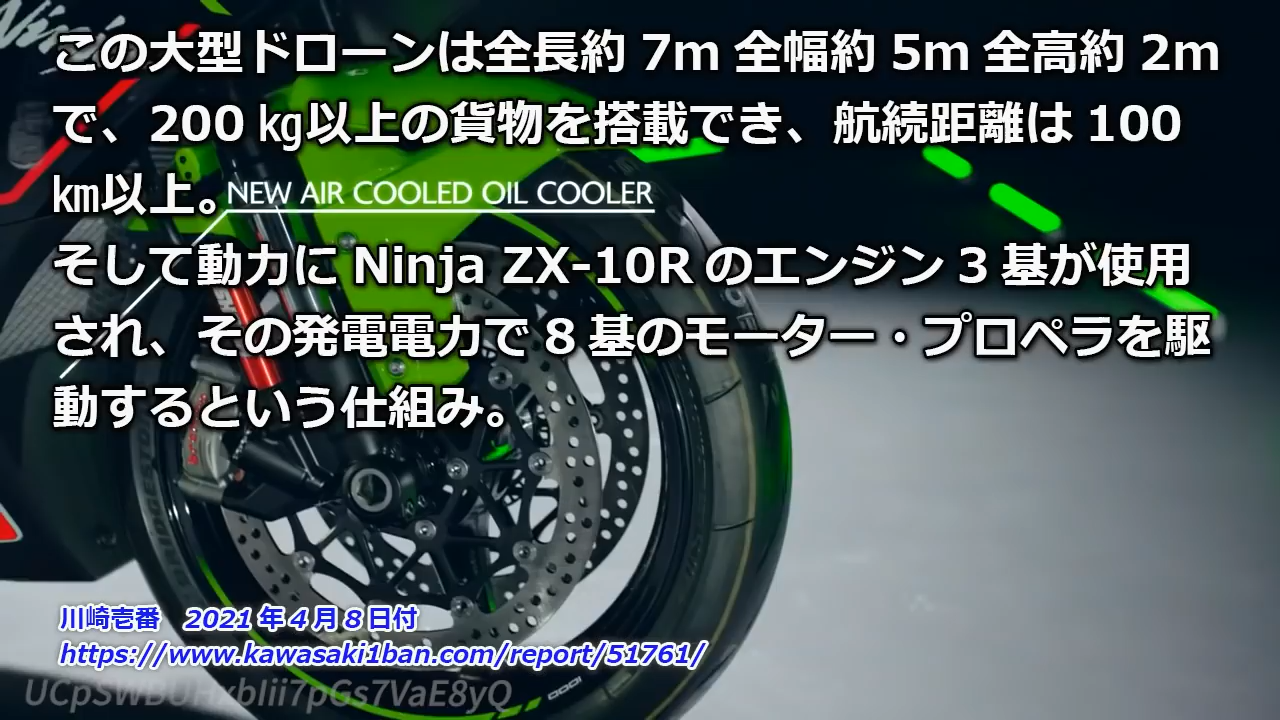 Ninja
この大型ドローンは全長約 7m 全幅約 5m 全高約 2m
で、200 ㎏以上の貨物を搭載でき、航続距離は 100
㎞以上。
NEW AIR COOLED OIL COOLER
そして動力に Ninja ZX-10R のエンジン 3 基が使用
され、その発電電力で 8 基のモーター・プロペラを駆
動するという仕組み。
BRIDGESTONE
川崎壱番　2021 年 4 月 8 日付
https://www.kawasaki1ban.com/report/51761/